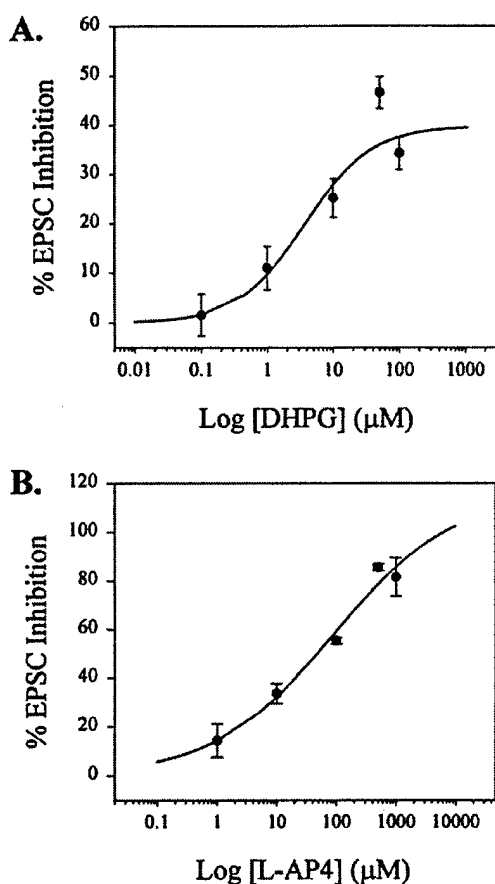 A.
60
50
40
30
20
10
0
% EPSC Inhibition
0.01 0.1 1 10 100 1000
Log [DHPG] (μM)
B.
120
100
80
60
40
20
0
% EPSC Inhibition
0.1 1 10 100 1000 10000
Log [L-AP4] (μM)